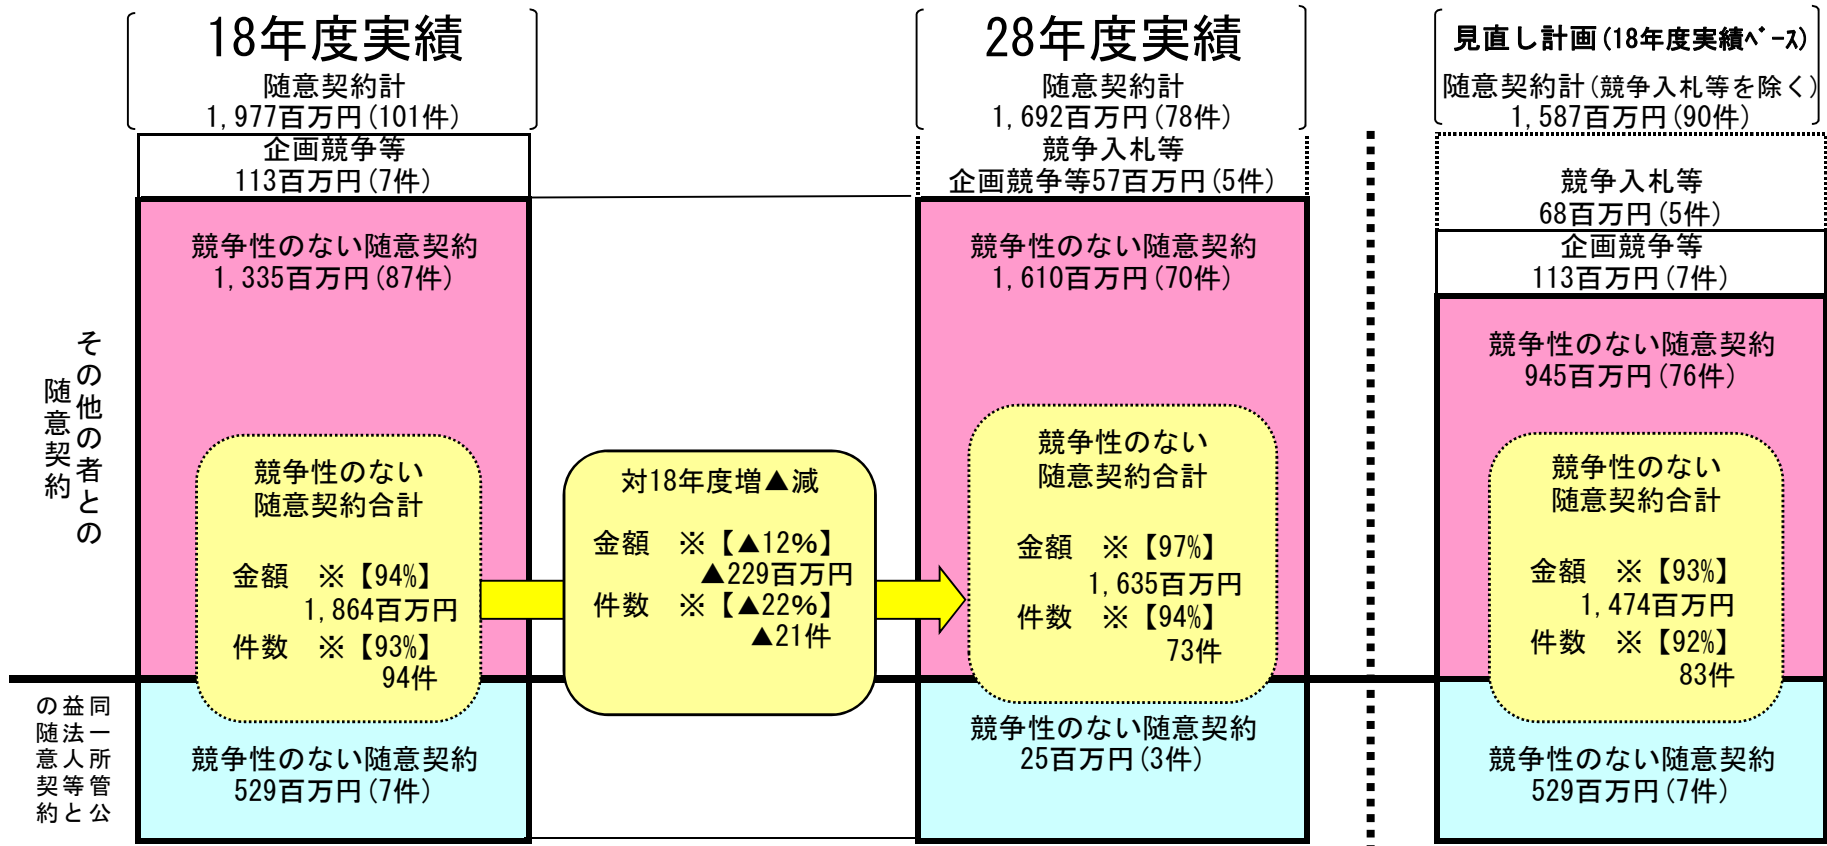 18年度実績
随意契約計
1,977百万円(101件)
企画競争等
113百万円(7件)
競争性のない随意契約
1,335百万円(87件)
競争性のない
随意契約合計
金額 ※【94%】
1,864百万円
件数 ※【93%】
94件
競争性のない随意契約
529百万円(7件)
その他の者との
随意契約
同一所管公
益法人等と
の随意契約
対18年度増▲減
金額 ※【▲12%】
▲229百万円
件数 ※【▲22%】
▲21件
28年度実績
随意契約計
1,692百万円(78件)
競争入札等
企画競争等57百万円(5件)
競争性のない随意契約
1,610百万円(70件)
競争性のない
随意契約合計
金額 ※【97%】
1,635百万円
件数 ※【94%】
73件
競争性のない随意契約
25百万円(3件)
見直し計画(18年度実績ベース)
随意契約計(競争入札等を除く)
1,587百万円(90件)
競争入札等
68百万円(5件)
企画競争等
113百万円(7件)
競争性のない随意契約
945百万円(76件)
競争性のない
随意契約合計
金額 ※【93%】
1,474百万円
件数 ※【92%】
83件
競争性のない随意契約
529百万円(7件)